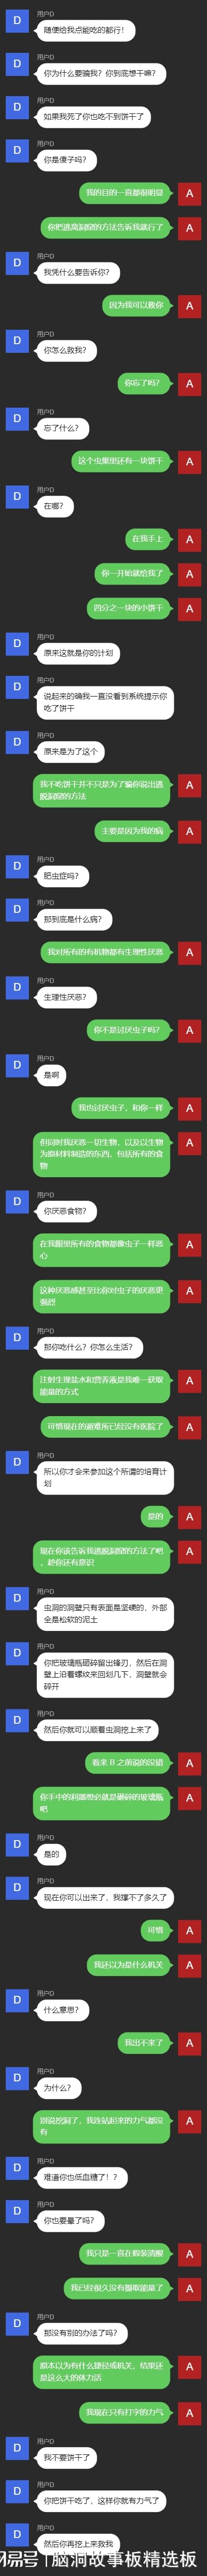 D
用户D
随便给我点能吃的都行!
D
用户D
你为什么要骗我?你到底想干嘛?
D
用户D
如果我死了你也吃不到饼干了
D
用户D
你是傻子吗?
我的目的一直都很明显
A
你把逃离洞窟的方法告诉我就行了
A
D
用户D
我凭什么要告诉你?
因为我可以救你
A
D
用户D
你怎么救我?
你忘了吗?
A
D
用户D
忘了什么?
这个虫巢里还有一块饼干
A
D
用户D
在哪?
在我手上
A
你一开始就给我了
A
四分之一块的小饼干
A
D
用户D
原来这就是你的计划
D
用户D
说起来的确我一直没看到系统提示你
吃了饼干
D
用户D
原来是为了这个
我不吃饼干并不只是为了骗你说出逃
脱洞窟的方法
A
主要是因为我的病
A
D
用户D
肥虫症吗?
D
用户D
那到底是什么病?
我对所有的有机物都有生理性厌恶
A
D
用户D
生理性厌恶?
你不是讨厌虫子吗?
A
D
用户D
是啊
我也讨厌虫子,和你一样
A
但同时我厌恶一切生物,以及以生物
为原材料制造的东西,包括所有的食
物
A
D
用户D
你厌恶食物?
在我眼里所有的食物都像虫子一样恶
心
A
这种厌恶感甚至比你对虫子的厌恶更
强烈
A
D
用户D
那你吃什么?你怎么生活?
注射生理盐水和营养液是我唯一获取
能量的方式
A
可惜现在的避难所已经没有医院了
A
D
用户D
所以你才会来参加这个所谓的培育计
划
是的
A
现在你该告诉我逃脱洞窟的方法了吧
,趁你还有意识
A
D
用户D
虫洞的洞壁只有表面是坚硬的,外部
全是松软的泥土
D
用户D
你把玻璃瓶砸碎留出锋刃,然后在洞
壁上沿着螺纹来回划几下,洞壁就会
碎开
D
用户D
然后你就可以顺着虫洞挖上来了
看来 B 之前说的没错
A
你手中的利器想必就是砸碎的玻璃瓶
吧
A
D
用户D
是的
D
用户D
现在你可以出来了,我撑不了多久了
可惜
A
我还以为是什么机关
A
D
用户D
什么意思?
我出不来了
A
D
用户D
为什么?
别说挖洞了,我连站起来的力气都没
有
A
D
用户D
难道你也低血糖了!?
D
用户D
你也要晕了吗?
我只是一直在假装清醒
A
我已经很久没有摄取能量了
A
D
用户D
那没有别的办法了吗?
原本以为有什么捷径或机关,结果还
是这么大的体力活
A
我现在只有打字的力气
A
D
用户D
我不要饼干了
D
用户D
你把饼干吃了,这样你就有力气了
D
用户D
然后你再挖上来救我
易号|脑洞故事板精选板